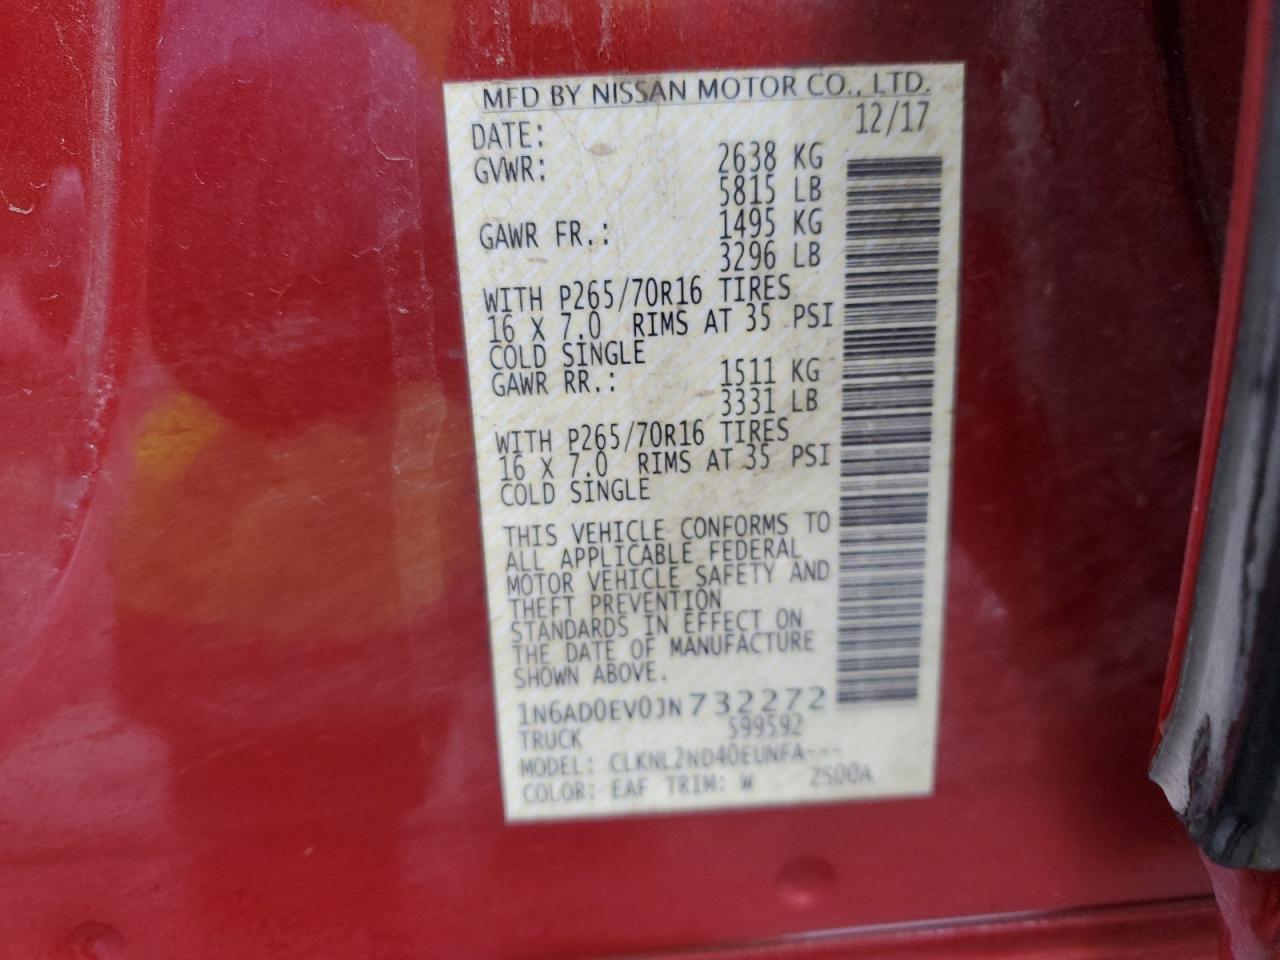 MFD BY NISSAN MOTOR CO., LTD.
DATE: 12/17
GVWR: 2638 KG
5815 LB
GAWR FR.: 1495 KG
3296 LB
WITH P265/70R16 TIRES
16 X 7.0 RIMS AT 35 PSI
COLD SINGLE
GAWR RR.: 1511 KG
3331 LB
WITH P265/70R16 TIRES
16 X 7.0 RIMS AT 35 PSI
COLD SINGLE
THIS VEHICLE CONFORMS TO
ALL APPLICABLE FEDERAL
MOTOR VEHICLE SAFETY AND
THEFT PREVENTION
STANDARDS IN EFFECT ON
THE DATE OF MANUFACTURE
SHOWN ABOVE.
1N6AD0EV0JN732272
TRUCK 599592
MODEL: CLKNL2ND40EUNFA---
COLOR: EAF TRIM: W ZS00A